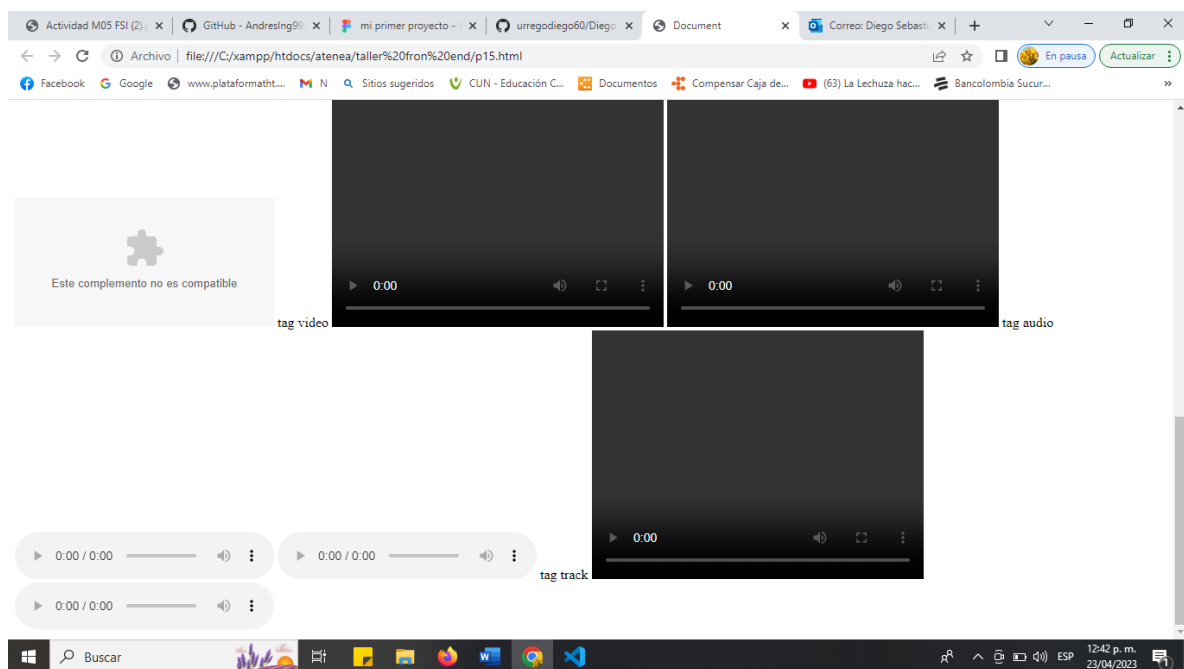 Actividad M05 FSI (2).
GitHub - AndresIng99
mi primer proyecto –
urregodiego60/Diego
Document
Correo: Diego Sebasti
Archivo | file:///C:/xampp/htdocs/atenea/taller%20fron%20end/p15.html
En pausa
Actualizar
Facebook
Google
www.plataformatht....
M N
Sitios sugeridos
CUN - Educación C...
Documentos
Compensar Caja de...
(63) La Lechuza hac...
Bancolombia Sucur...
»
Este complemento no es compatible
tag video
0:00
0:00
tag audio
0:00 / 0:00
0:00 / 0:00
tag track
0:00
0:00 / 0:00
Buscar
ESP
12:42 p. m.
23/04/2023